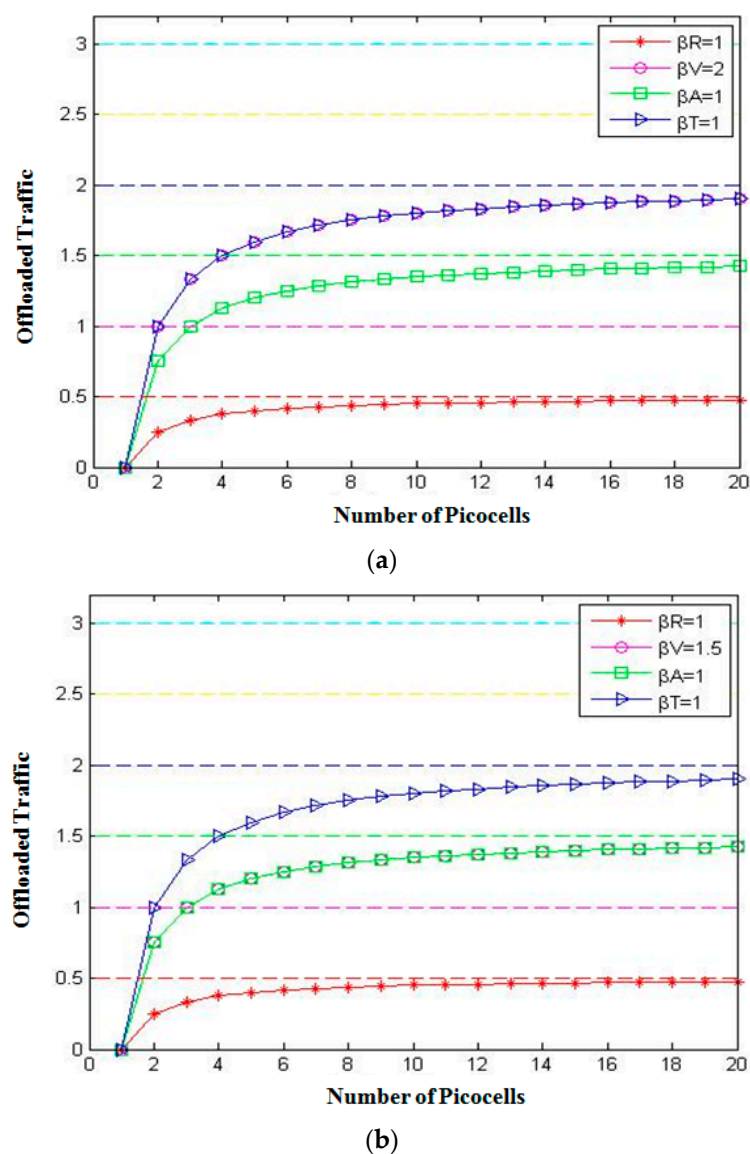 3
2.5
2
1.5
1
0.5
0
Offloaded Traffic
βR=1
βV=2
βA=1
βT=1
0 2 4 6 8 10 12 14 16 18 20
Number of Picocells
(a)
3
2.5
2
1.5
1
0.5
0
Offloaded Traffic
βR=1
βV=1.5
βA=1
βT=1
0 2 4 6 8 10 12 14 16 18 20
Number of Picocells
(b)